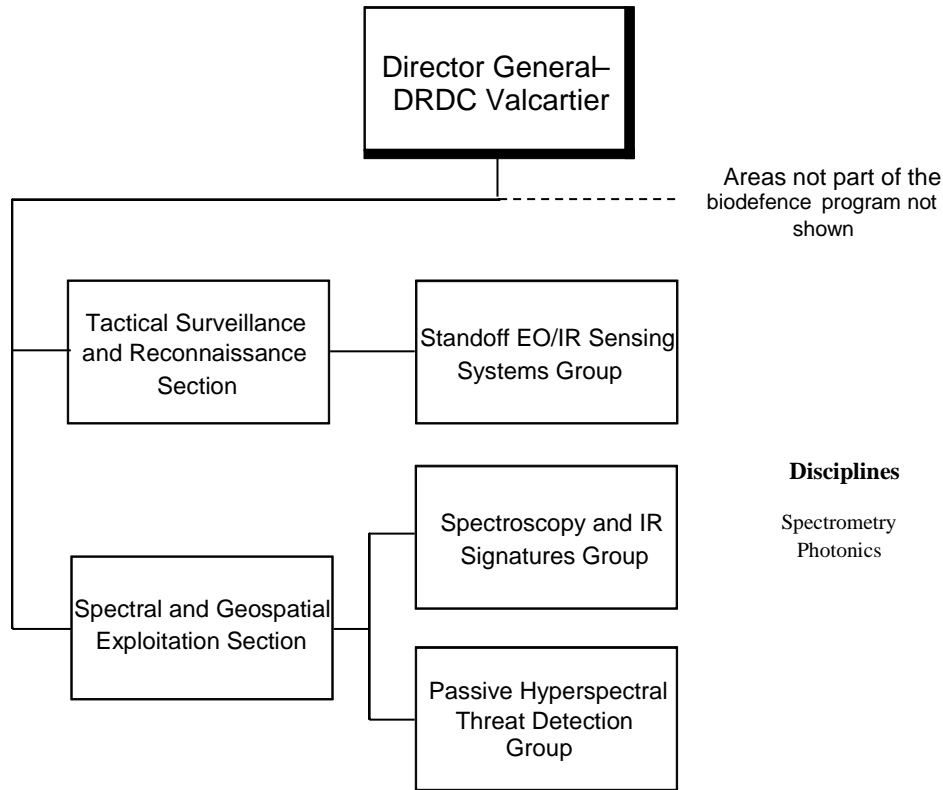 Director General–
DRDC Valcartier
Areas not part of the
biodefence program not
shown
Tactical Surveillance
and Reconnaissance
Section
Standoff EO/IR Sensing
Systems Group
Disciplines
Spectrometry
Photonics
Spectroscopy and IR
Signatures Group
Spectral and Geospatial
Exploitation Section
Passive Hyperspectral
Threat Detection
Group